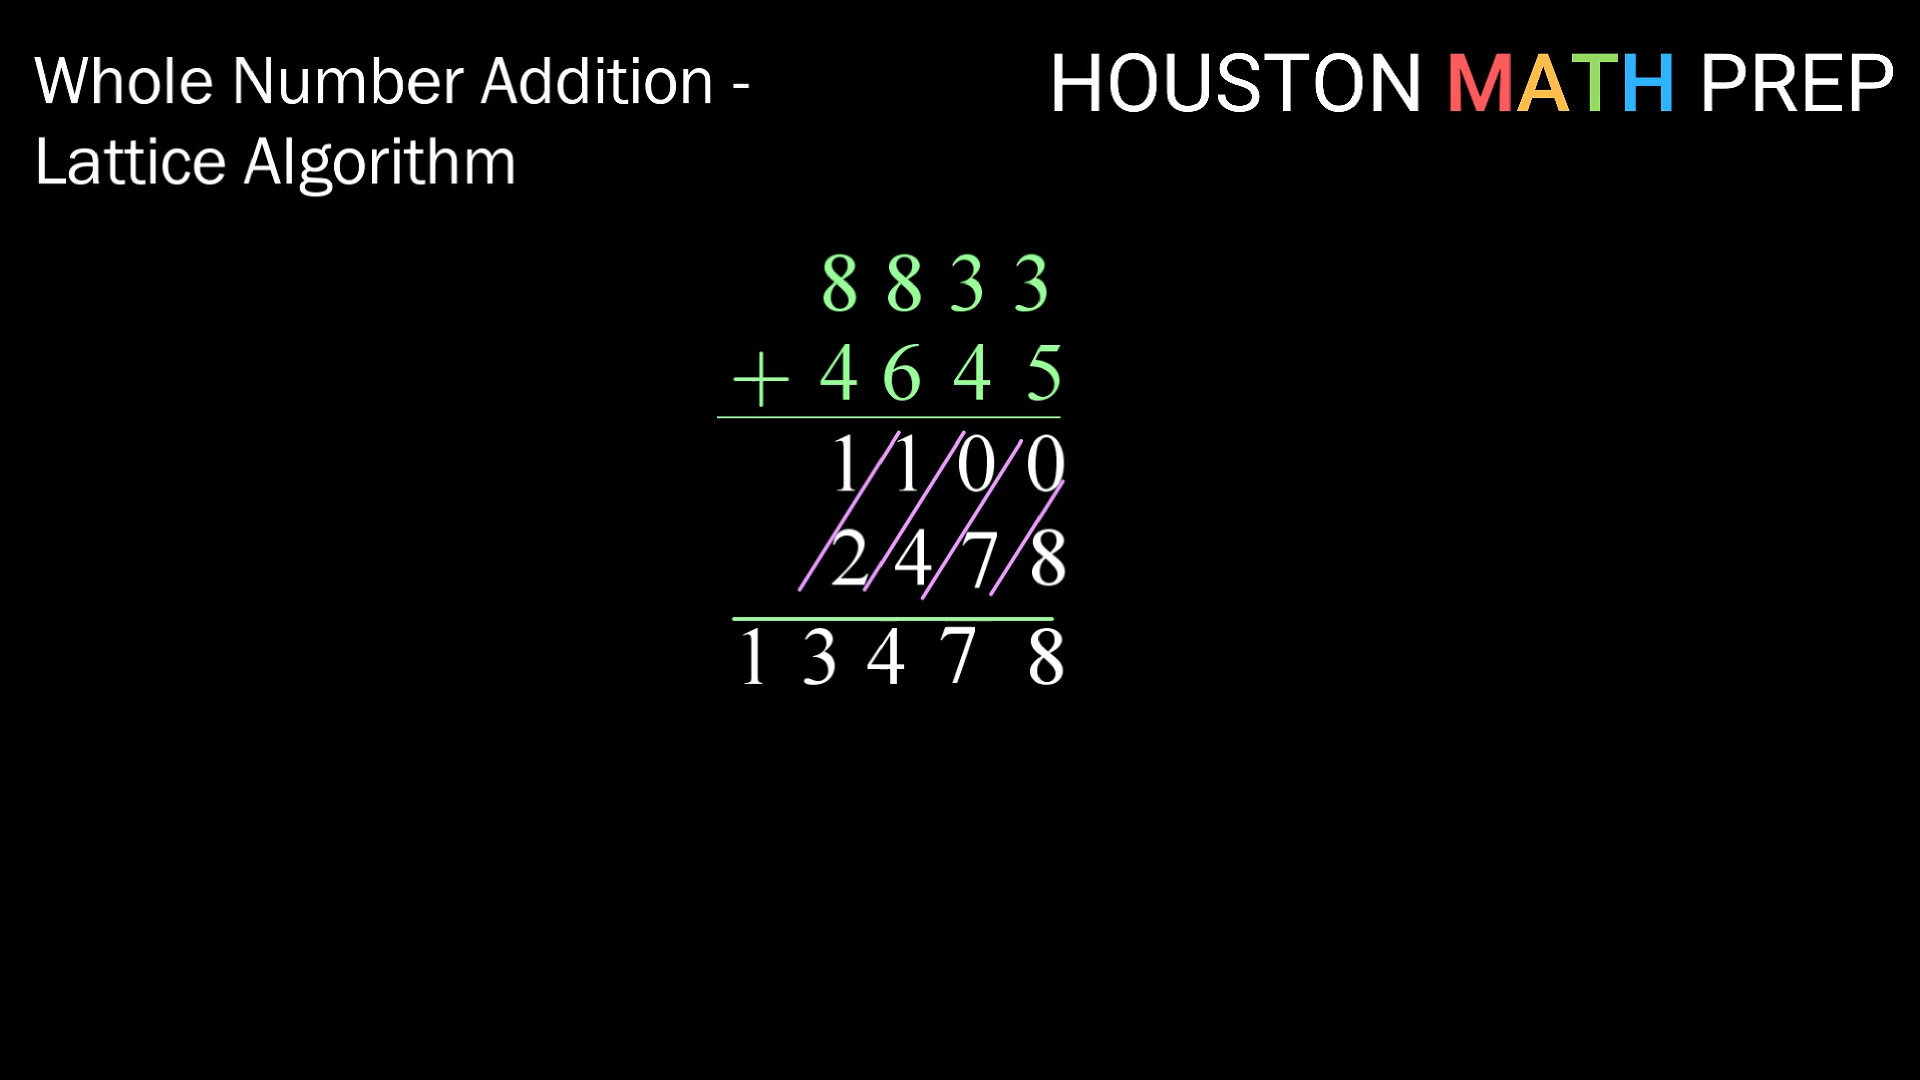 Whole Number Addition -
Lattice Algorithm
HOUSTON MATH PREP
8 8 3 3
+ 4 6 4 5
1 1 0 0
2 4 7 8
1 3 4 7 8